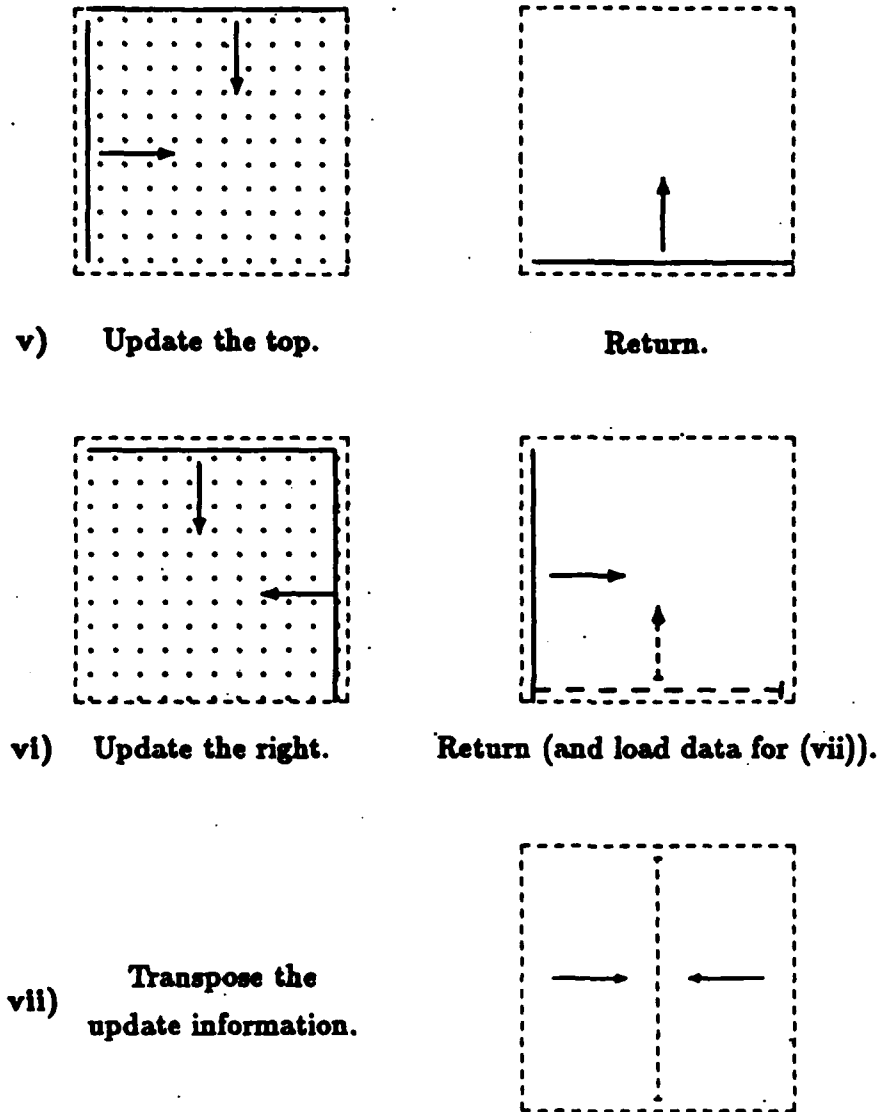 v) Update the top. Return.
vi) Update the right. Return (and load data for (vii)).
vii) Transpose the
update information.